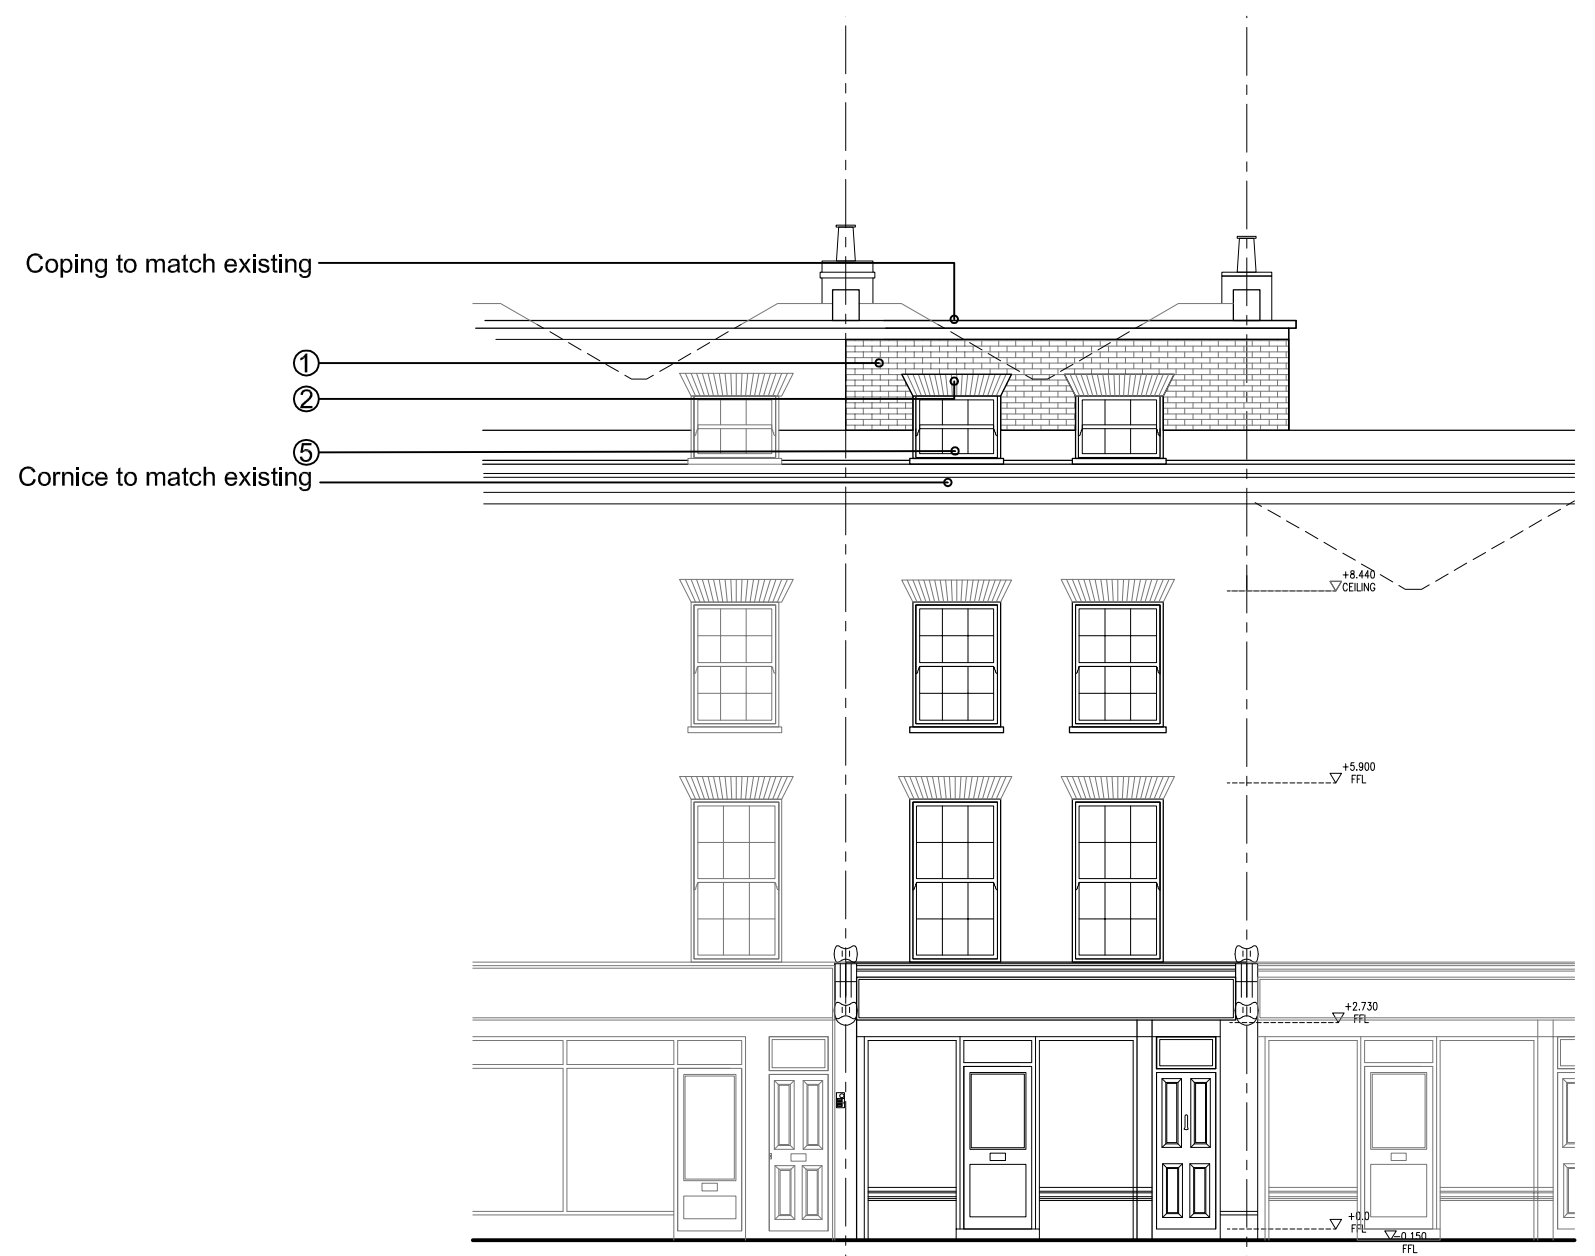 Coping to match existing
1
2
5
Cornice to match existing
+8.440
CEILING
+5.900
FFL
+2.730
FFL
+0.0
FFL
-0.150
FFL